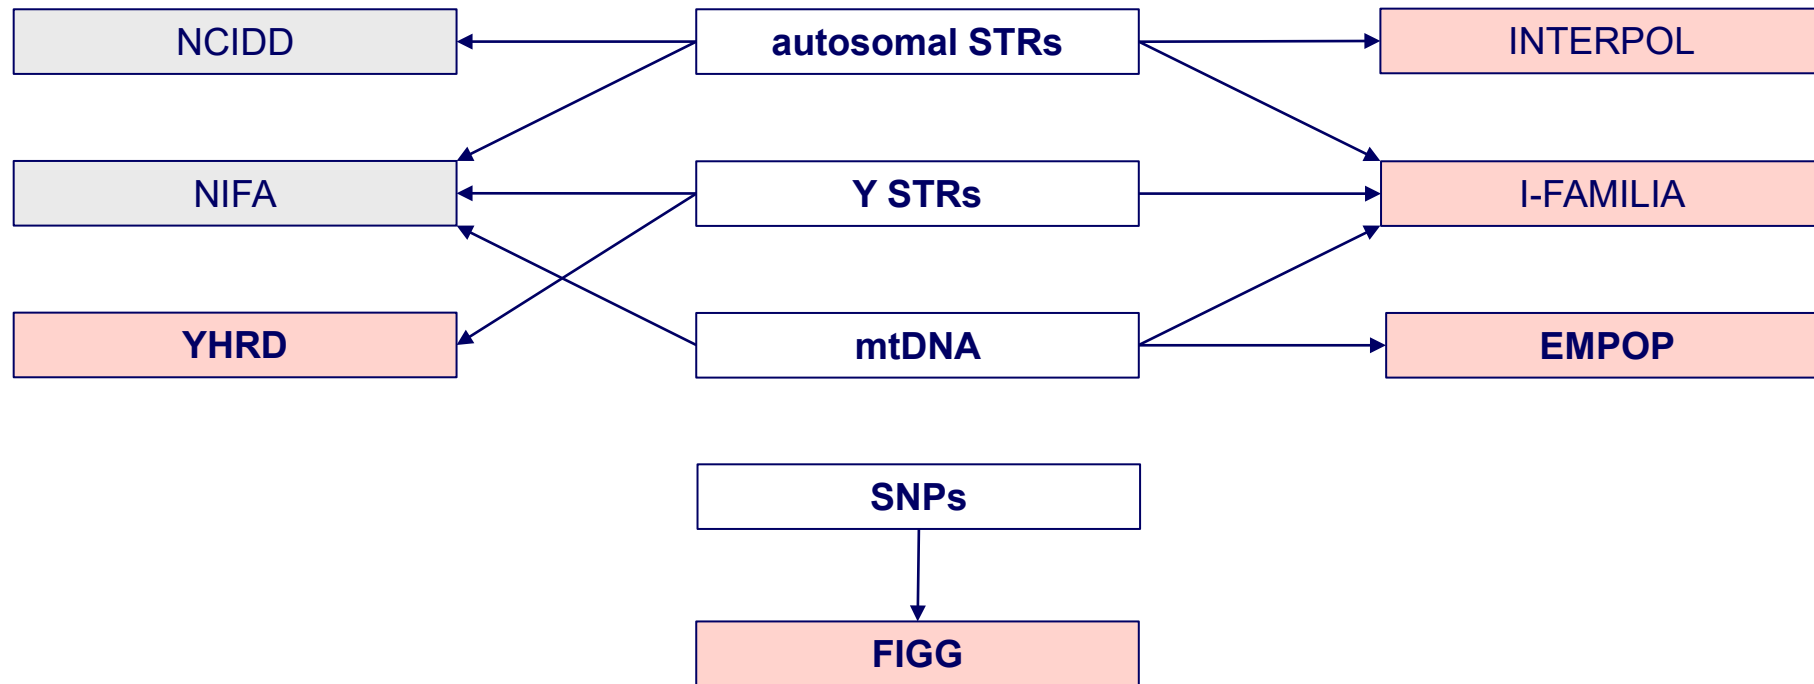 NCIDD
autosomal STRs
INTERPOL
NIFA
Y STRs
I-FAMILIA
YHRD
mtDNA
EMPOP
SNPs
FIGG